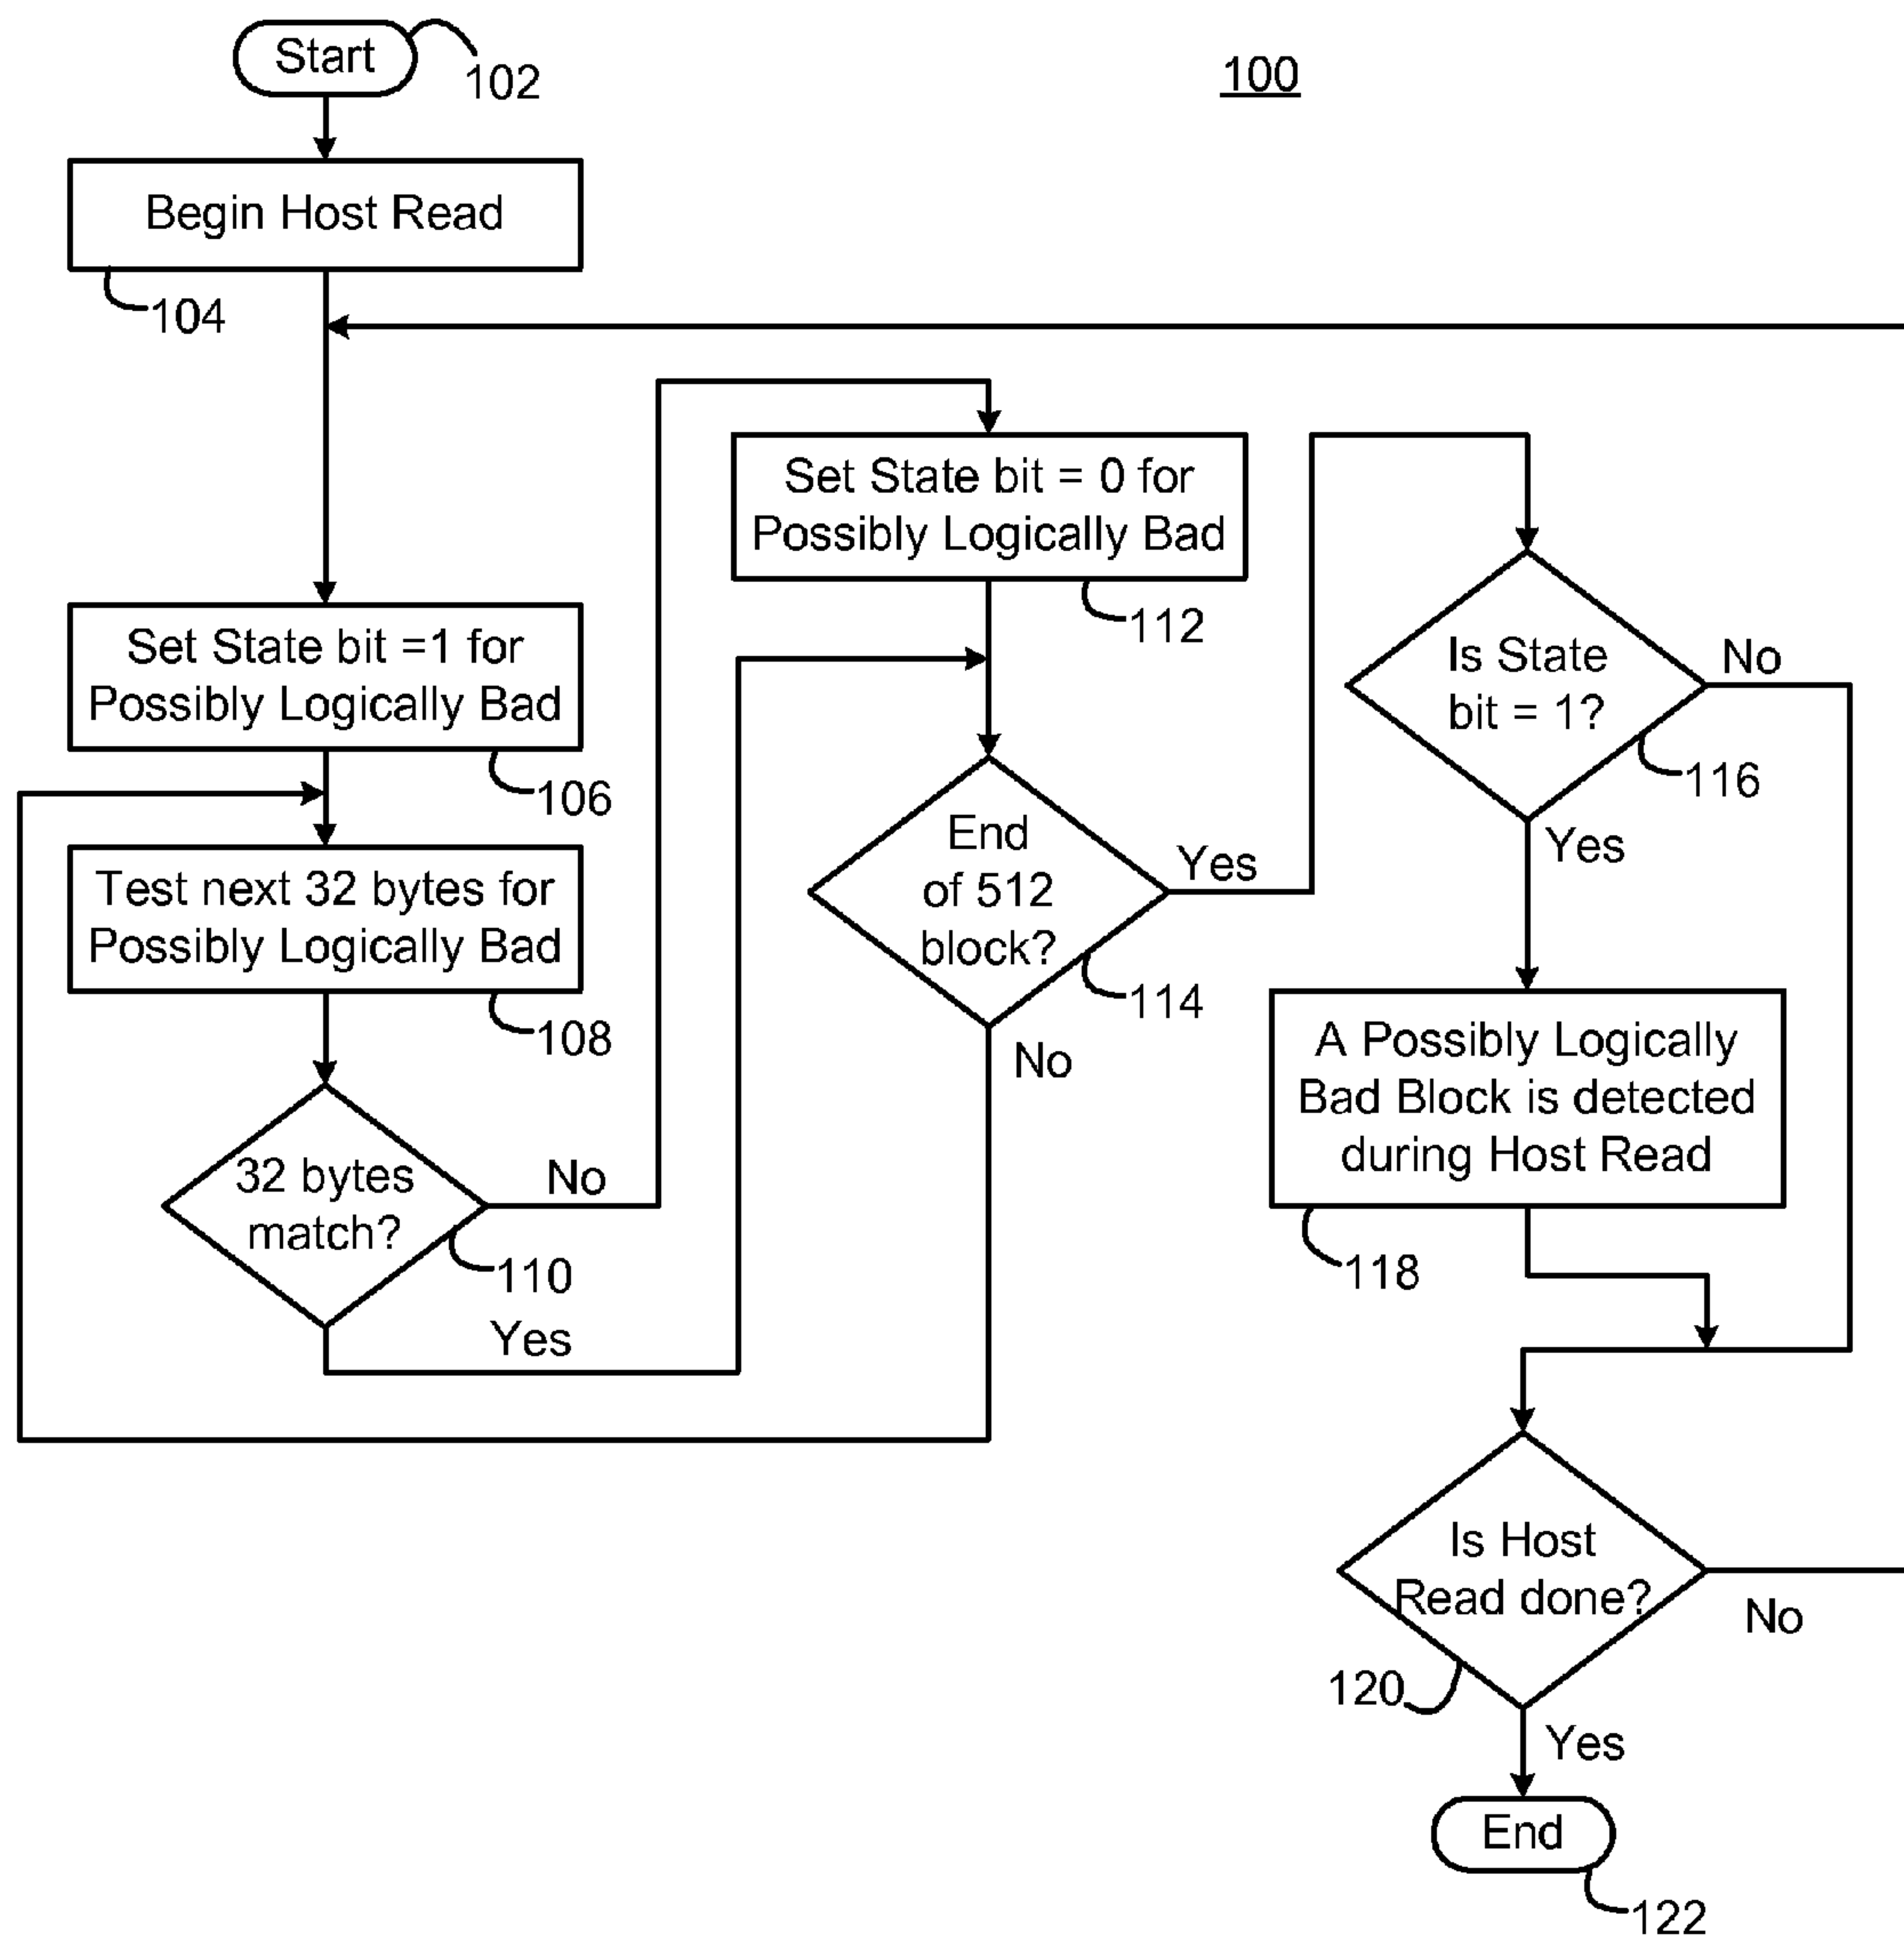 Start
102
100
Begin Host Read
104
Set State bit =1 for
Possibly Logically Bad
106
Test next 32 bytes for
Possibly Logically Bad
108
32 bytes
match?
No
110
Yes
Set State bit = 0 for
Possibly Logically Bad
112
End
of 512
block?
Yes
114
No
Is State
bit = 1?
No
116
Yes
A Possibly Logically
Bad Block is detected
during Host Read
118
Is Host
Read done?
No
120
Yes
End
122